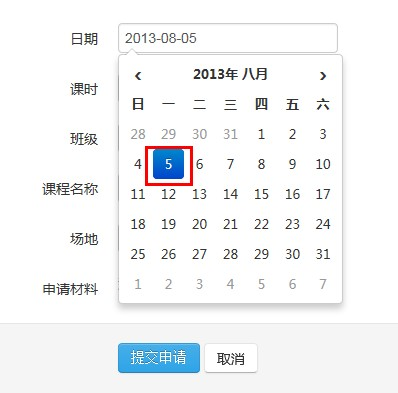 日期 2013-08-05
‹ 2013年 八月 ›
日 一 二 三 四 五 六
28 29 30 31 1 2 3
4 5 6 7 8 9 10
11 12 13 14 15 16 17
18 19 20 21 22 23 24
25 26 27 28 29 30 31
1 2 3 4 5 6 7
课时
班级
课程名称
场地
申请材料
提交申请 取消